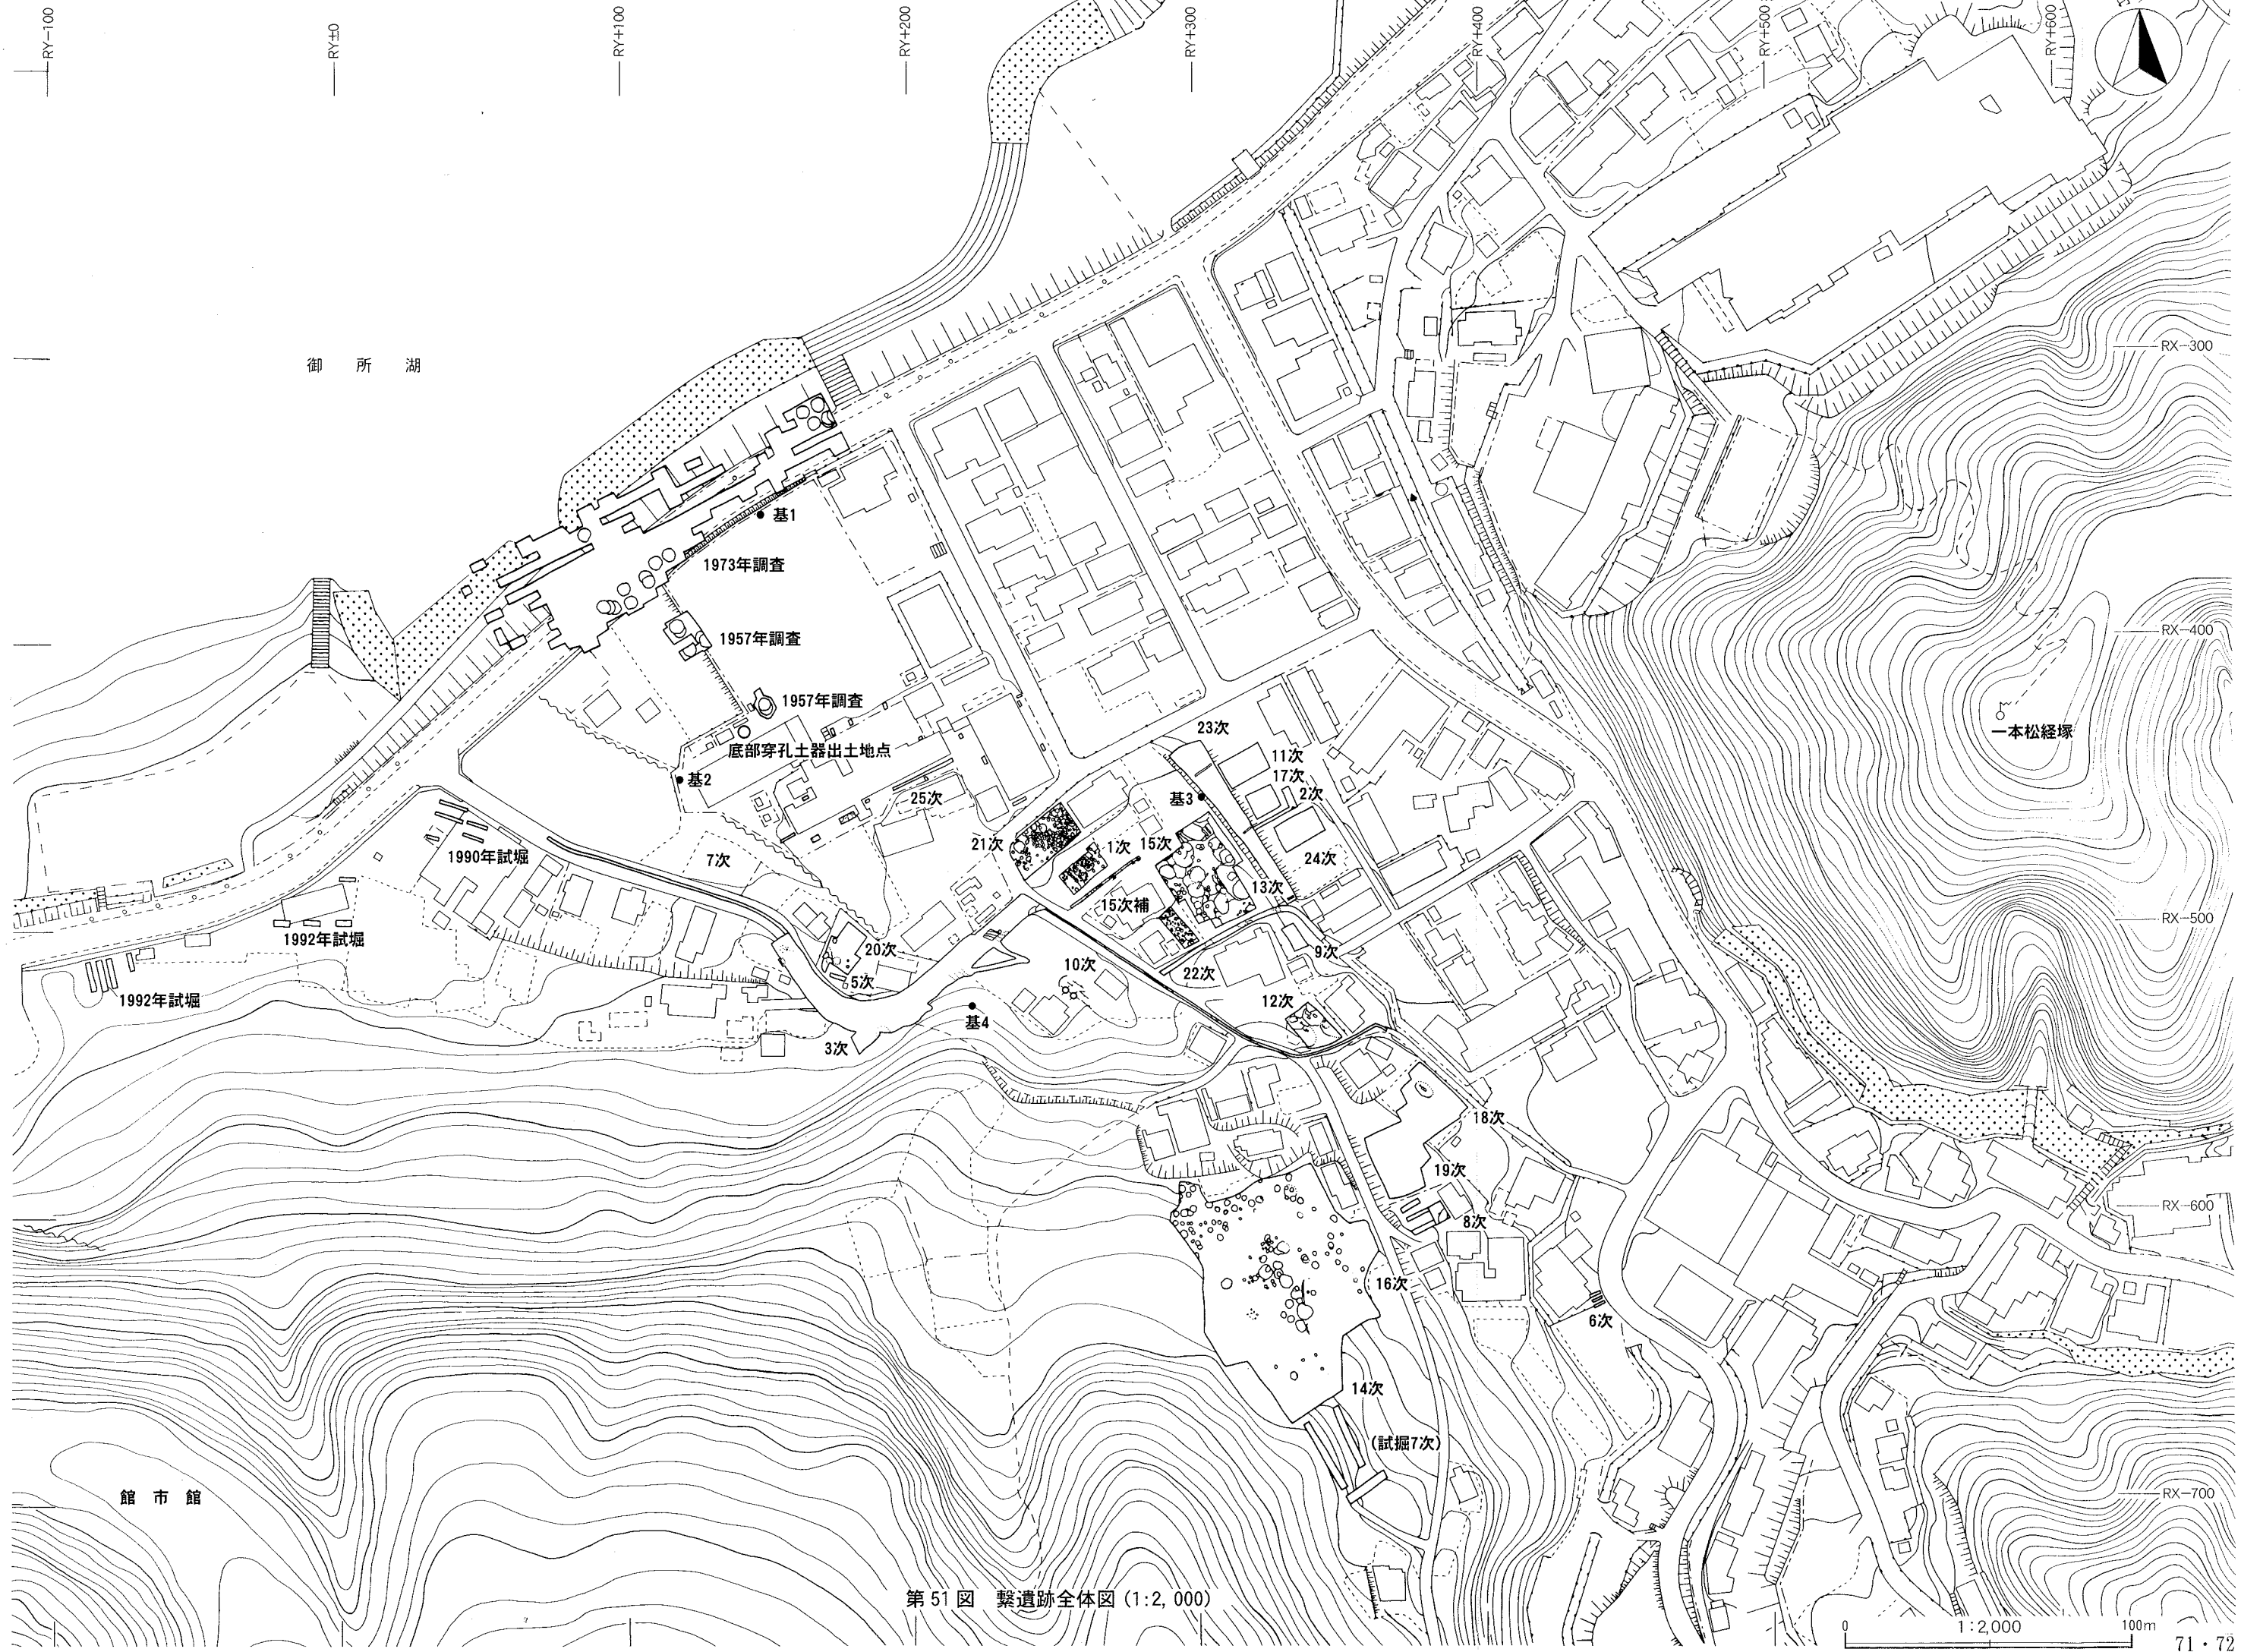 RY-100
RY±0
RY+100
RY+200
RY+300
RY+400
RY+500
RY+600
御所湖
RX-300
基1
1973年調査
1957年調査
RX-400
1957年調査
一本松経塚
23次
底部穿孔土器出土地点
11次
基2
17次
基3
2次
25次
21次
1次
15次
1990年試堀
7次
24次
13次
15次補
RX-500
1992年試堀
20次
9次
10次
22次
5次
1992年試堀
12次
基4
3次
18次
19次
RX-600
8次
16次
6次
14次
(試掘7次)
館市館
RX-700
第51図 繋遺跡全体図(1:2,000)
0 1:2,000 100m
71・72